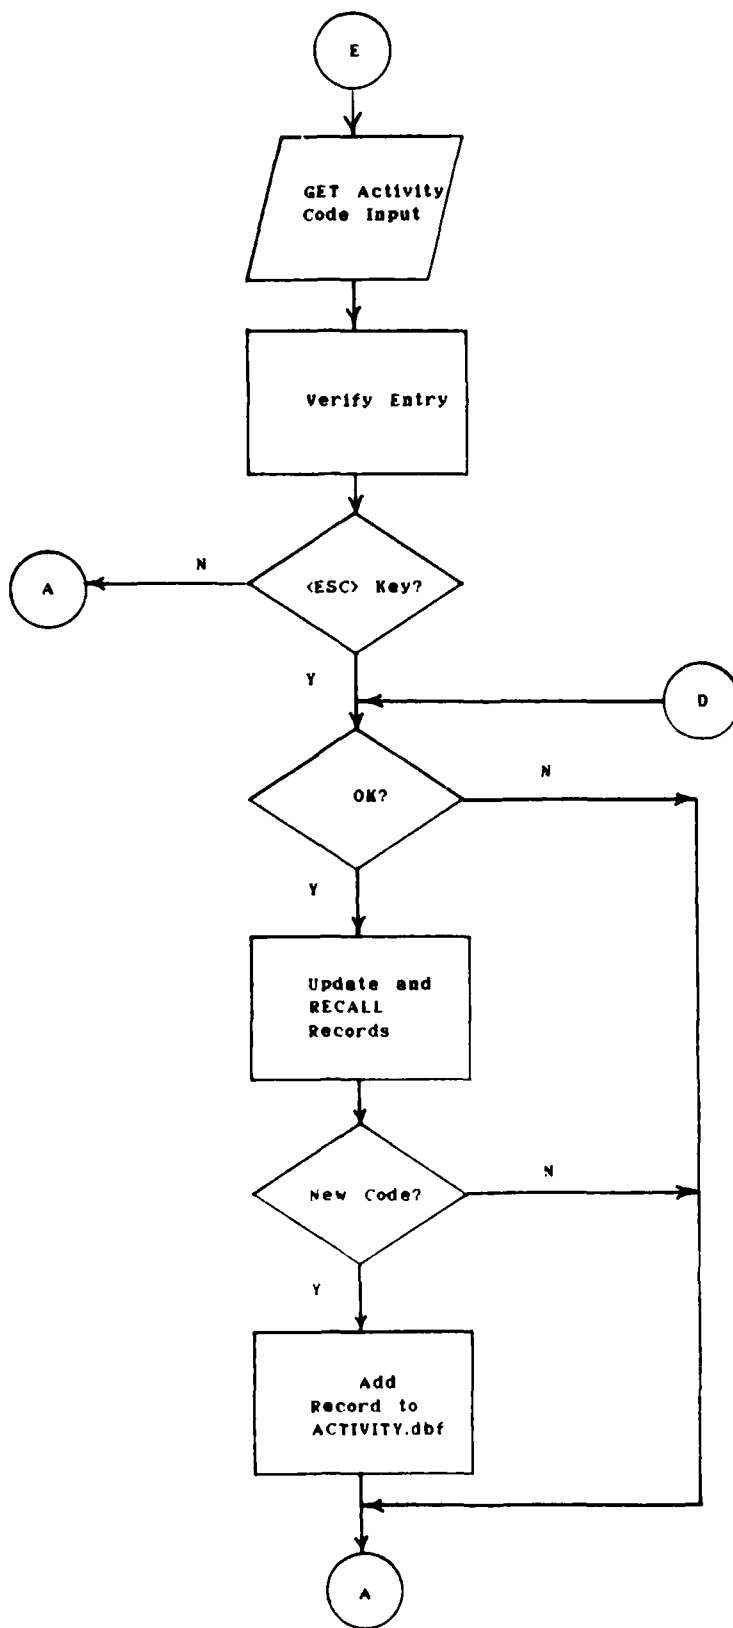 E
GET Activity
Code Input
Verify Entry
N
A
<ESC> Key?
Y
D
OK?
N
Y
Update and
RECALL
Records
New Code?
N
Y
Add
Record to
ACTIVITY.dbf
A